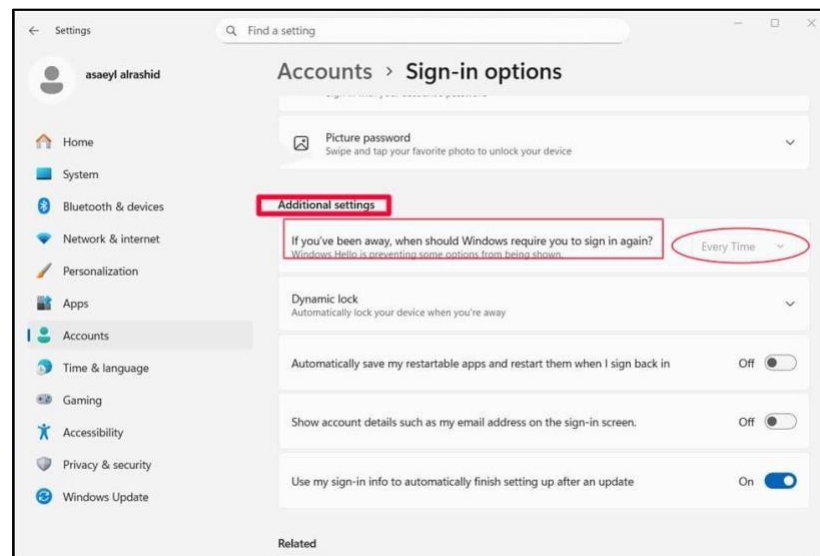 Settings
Find a setting
asaeyl alrashid
Home
System
Bluetooth & devices
Network & internet
Personalization
Apps
Accounts
Time & language
Gaming
Accessibility
Privacy & security
Windows Update
Accounts > Sign-in options
Picture password
Swipe and tap your favorite photo to unlock your device
Additional settings
If you've been away, when should Windows require you to sign in again?
Windows Hello is preventing some options from being shown.
Every Time
Dynamic lock
Automatically lock your device when you're away
Automatically save my restartable apps and restart them when I sign back in
Off
Show account details such as my email address on the sign-in screen.
Off
Use my sign-in info to automatically finish setting up after an update
On
Related